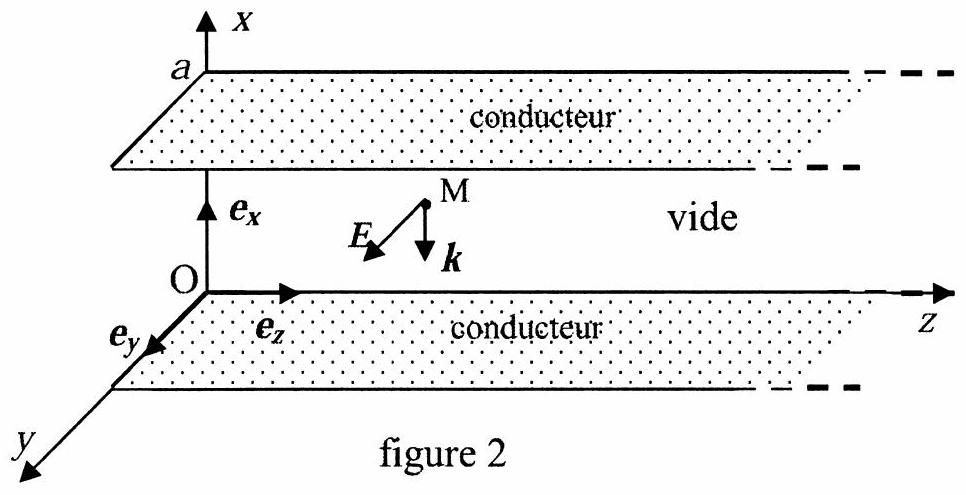 x
a
conducteur
M
e_x
E
k
vide
O
e_y
e_z
conducteur
z
y
figure 2